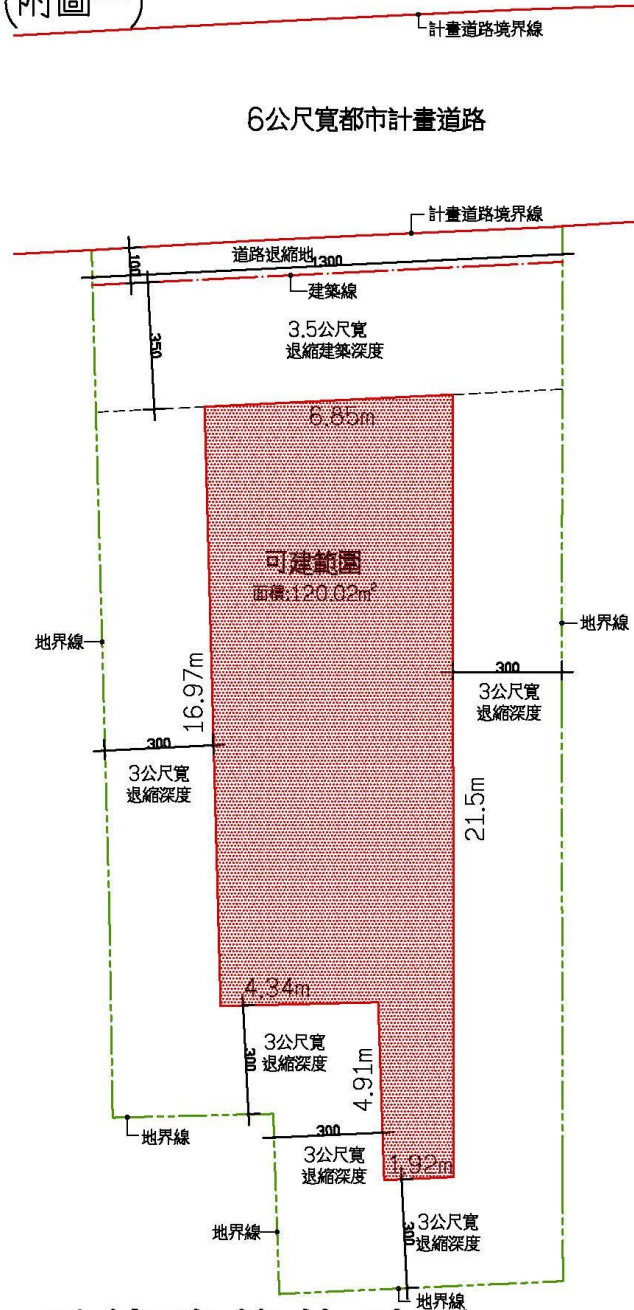 附圖一
計畫道路境界線
6公尺寬都市計畫道路
計畫道路境界線
道路退縮地
1300
100
建築線
350
3.5公尺寬
退縮建築深度
6.85m
可建範圍
面積:120.02m²
地界線
地界線
300
3公尺寬
退縮深度
16.97m
300
3公尺寬
退縮深度
21.5m
4.34m
300
3公尺寬
退縮深度
4.91m
地界線
300
3公尺寬
退縮深度
1.92m
300
3公尺寬
退縮深度
地界線
地界線